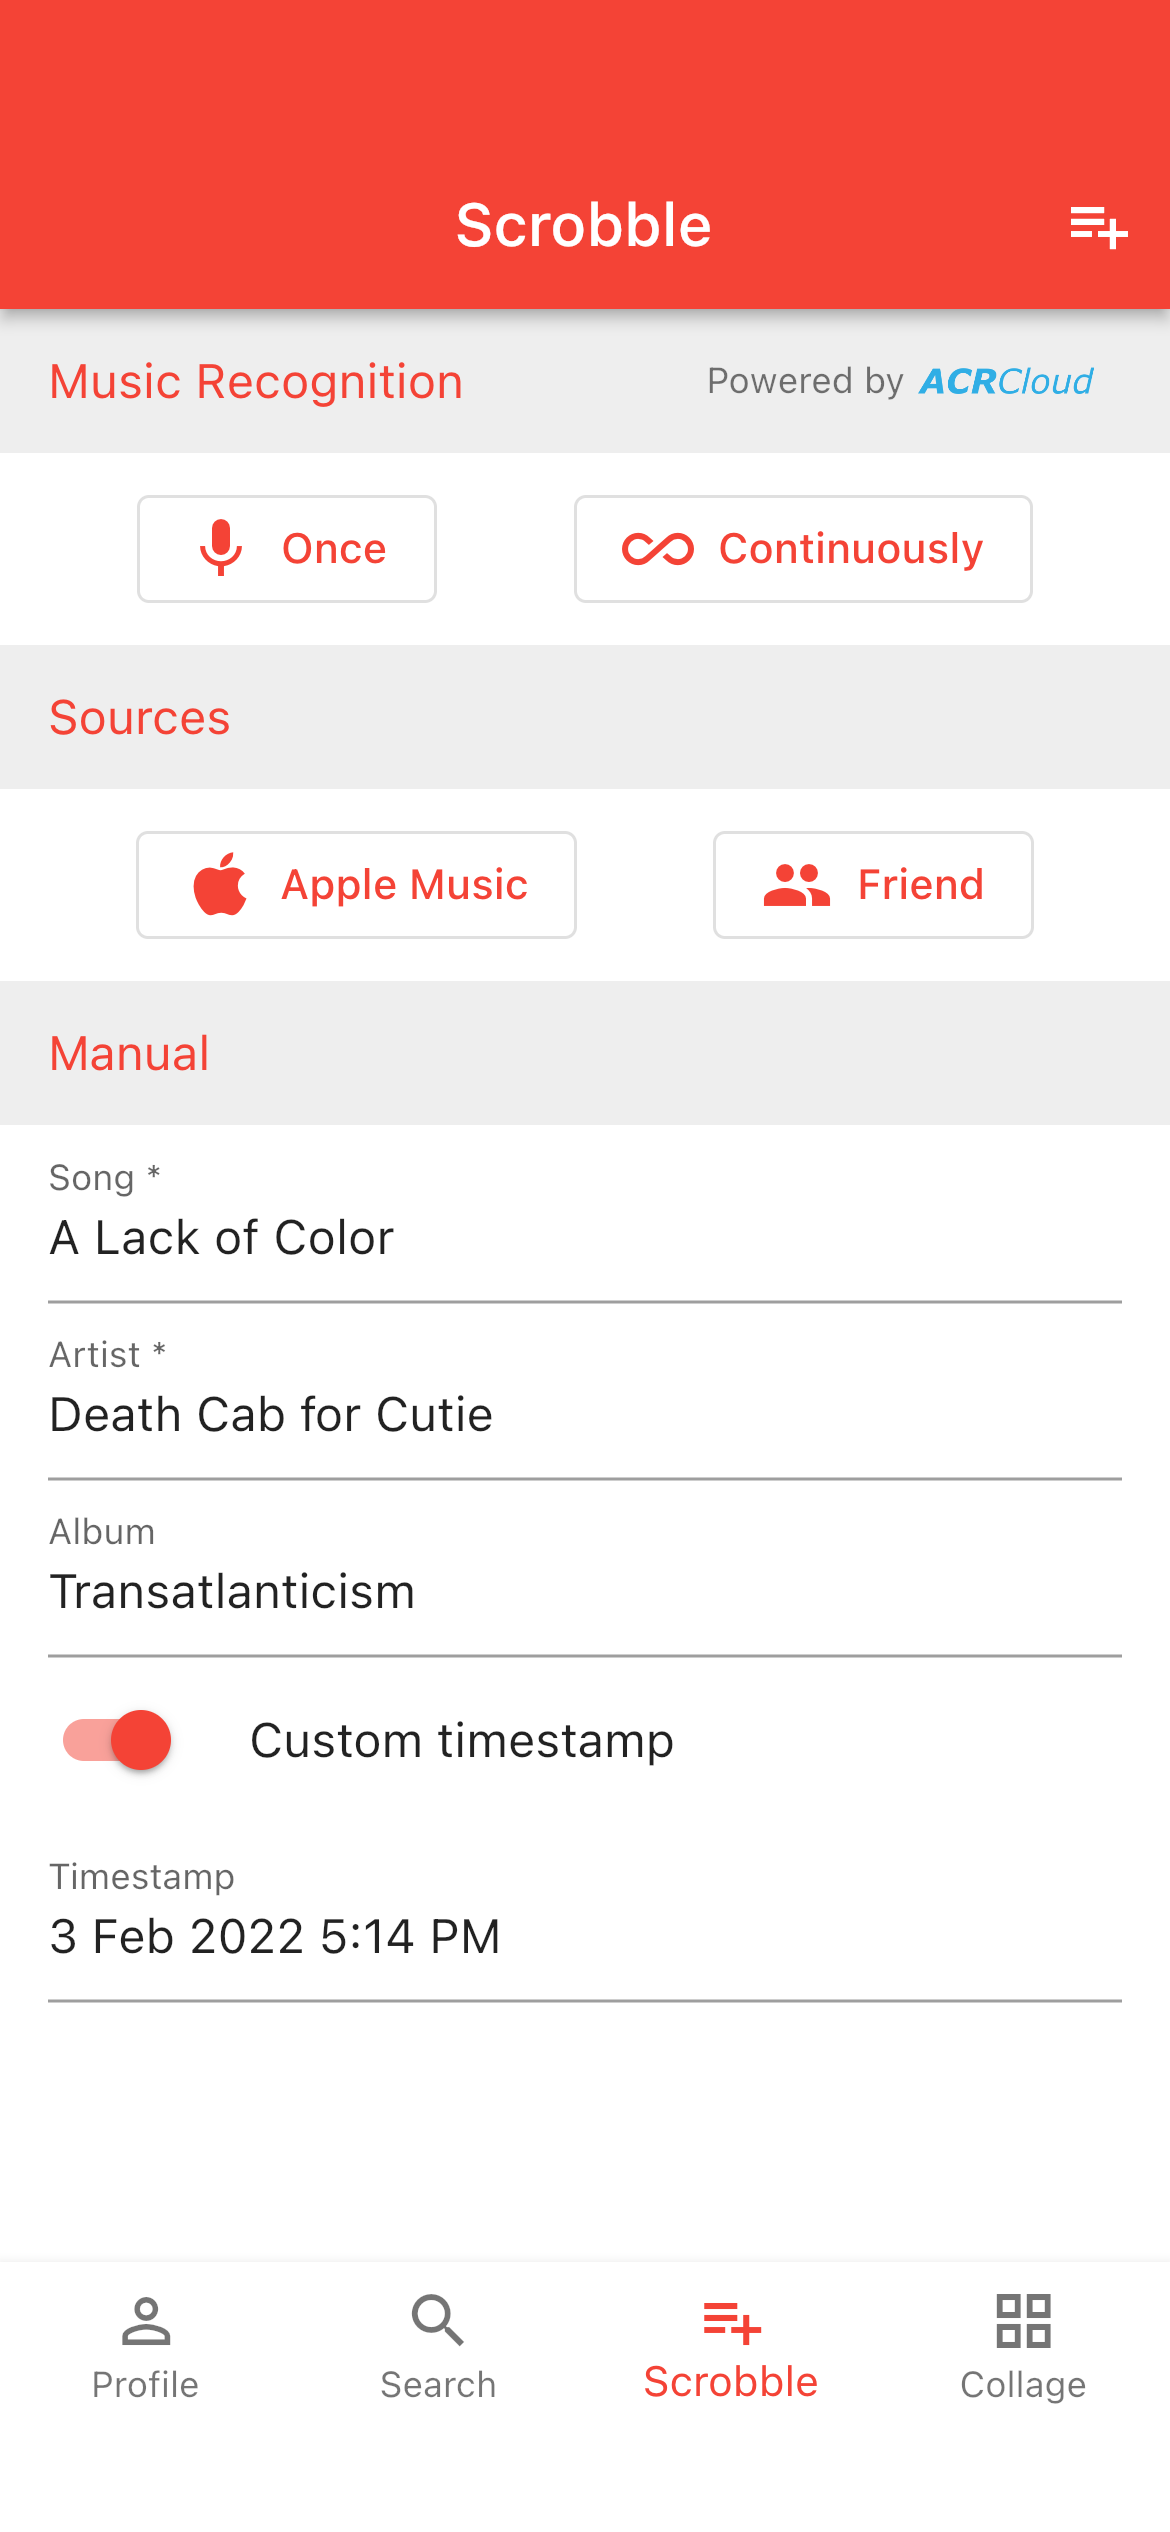 Scrobble
Music Recognition
Powered by ACRCloud
Once
Continuously
Sources
Apple Music
Friend
Manual
Song *
A Lack of Color
Artist *
Death Cab for Cutie
Album
Transatlanticism
Custom timestamp
Timestamp
3 Feb 2022 5:14 PM
Profile
Search
Scrobble
Collage